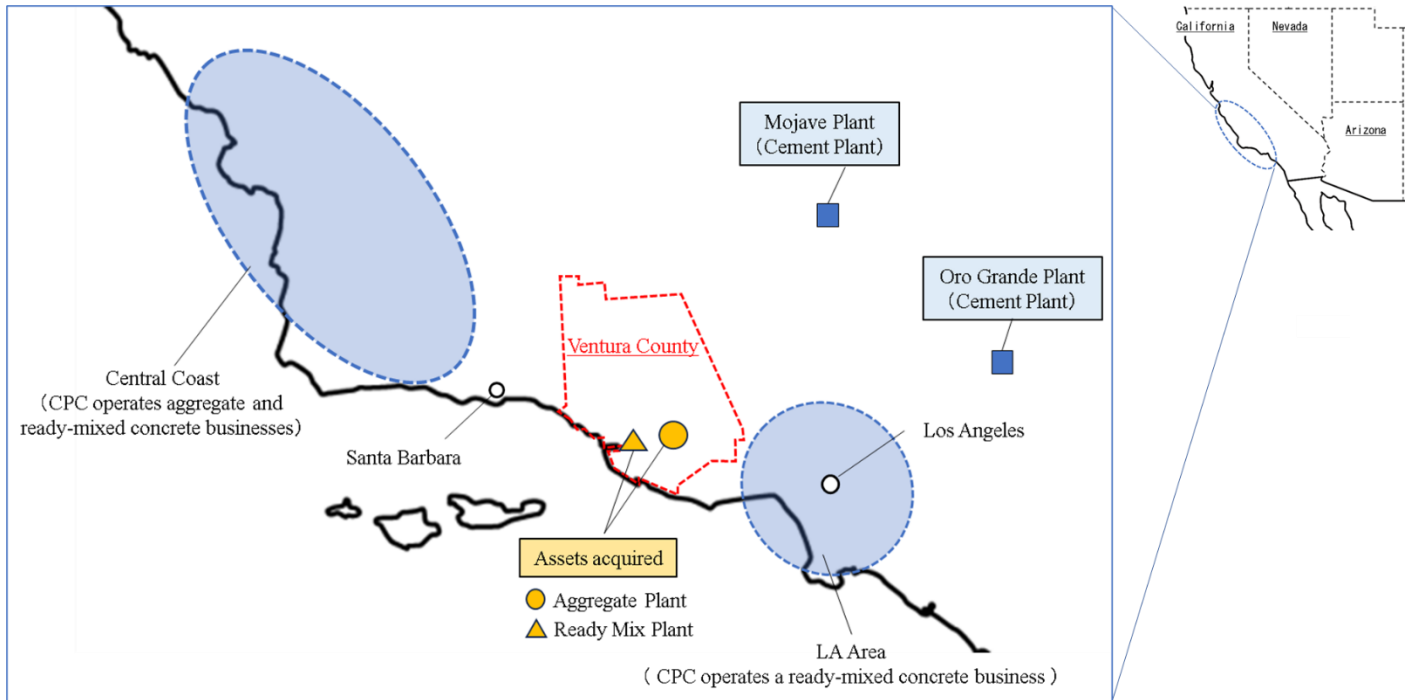 California
Nevada
Arizona
Mojave Plant
（Cement Plant）
Oro Grande Plant
（Cement Plant）
Ventura County
Central Coast
（CPC operates aggregate and
ready-mixed concrete businesses）
Santa Barbara
Los Angeles
Assets acquired
Aggregate Plant
Ready Mix Plant
LA Area
（ CPC operates a ready-mixed concrete business ）